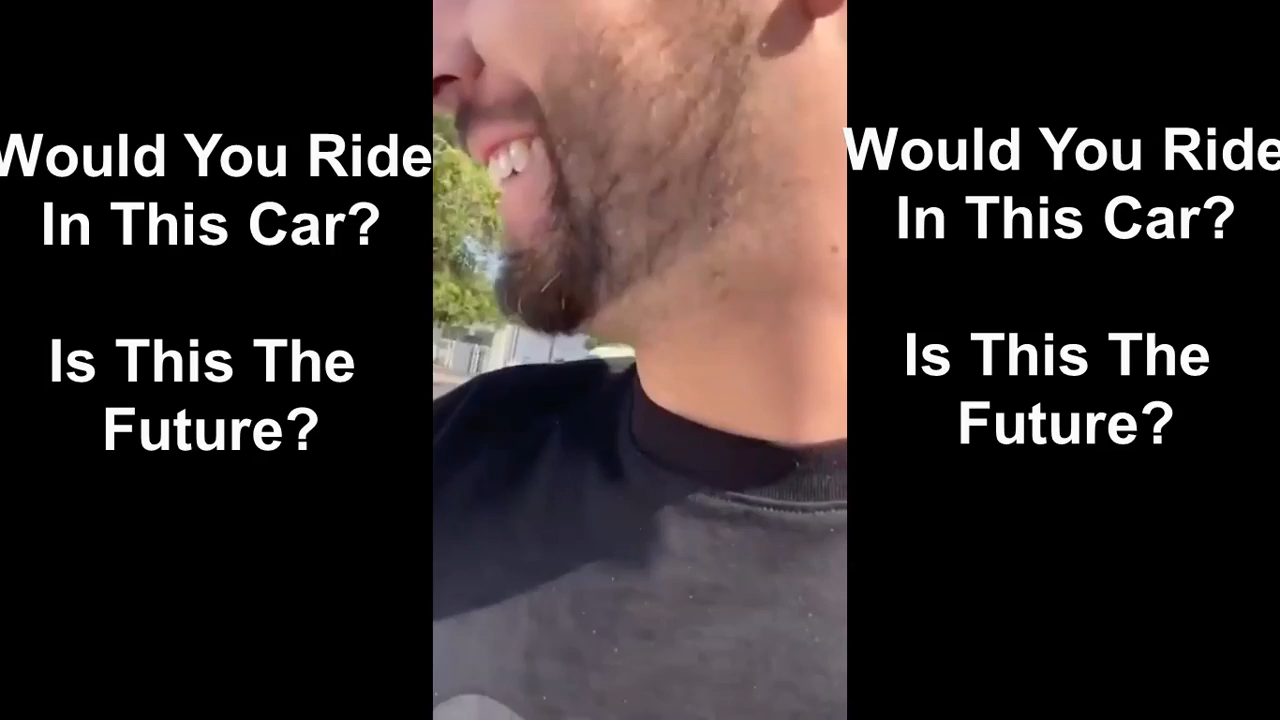 Would You Ride
In This Car?
Is This The
Future?
Would You Ride
In This Car?
Is This The
Future?